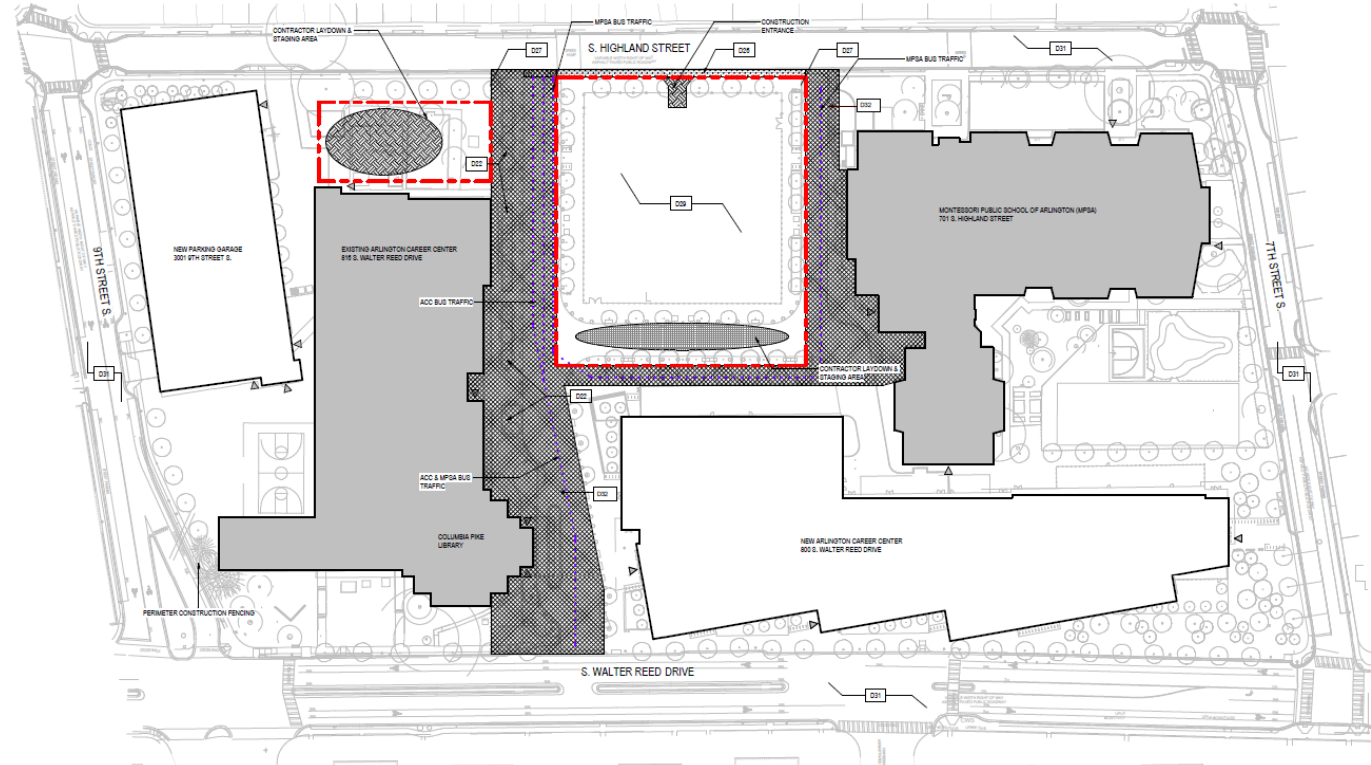 MPSA BUS TRAFFIC
CONSTRUCTION
ENTRANCE
CONTRACTOR LAYDOWN &
STAGING AREA
D27
S. HIGHLAND STREET
D27
D31
MPSA BUS TRAFFIC
D32
D22
D29
NEW PARKING GARAGE
3001 9TH STREET S.
EXISTING ARLINGTON CAREER CENTER
816 S. WALTER REED DRIVE
MONTESSORI PUBLIC SCHOOL OF ARLINGTON (MPSA)
701 S. HIGHLAND STREET
9TH STREET S.
7TH STREET S.
ACC BUS TRAFFIC
CONTRACTOR LAYDOWN &
STAGING AREA
D31
D31
D22
ACC & MPSA BUS
TRAFFIC
D32
COLUMBIA PIKE
LIBRARY
NEW ARLINGTON CAREER CENTER
800 S. WALTER REED DRIVE
PERIMETER CONSTRUCTION FENCING
S. WALTER REED DRIVE
D31